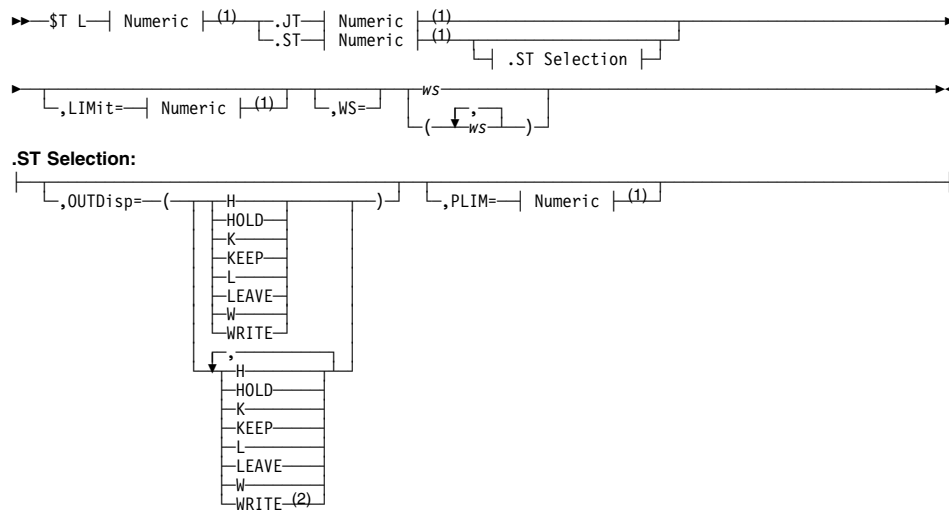 $T L Numeric (1) .JT Numeric (1)
.ST Numeric (1)
.ST Selection
,LIMit= Numeric (1) ,WS= ws
,
( ws )
.ST Selection:
,OUTDisp= ( H ) ,PLIM= Numeric (1)
HOLD
K
KEEP
L
LEAVE
W
WRITE
,
H
HOLD
K
KEEP
L
LEAVE
W
WRITE (2)